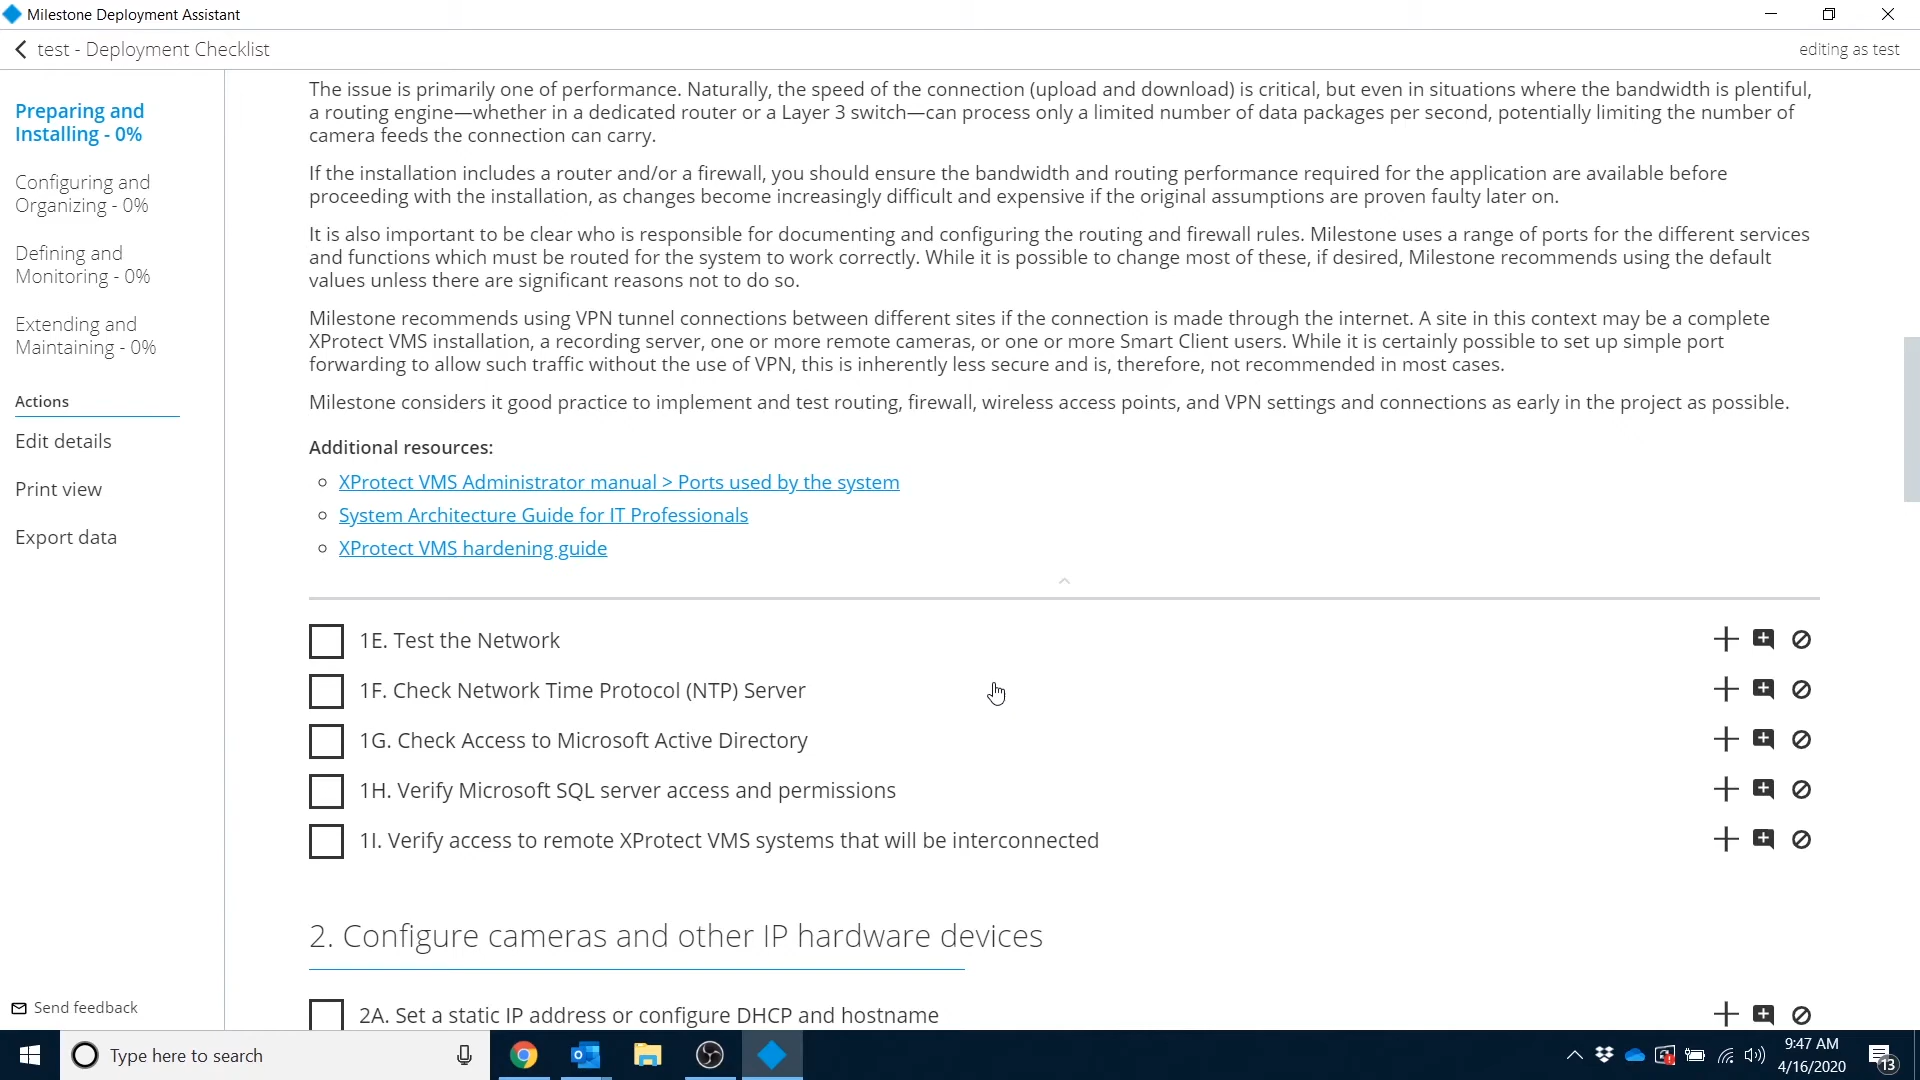 Milestone Deployment Assistant
test - Deployment Checklist
editing as test
Preparing and
Installing - 0%
Configuring and
Organizing - 0%
Defining and
Monitoring - 0%
Extending and
Maintaining - 0%
Actions
Edit details
Print view
Export data
Send feedback
The issue is primarily one of performance. Naturally, the speed of the connection (upload and download) is critical, but even in situations where the bandwidth is plentiful,
a routing engine—whether in a dedicated router or a Layer 3 switch—can process only a limited number of data packages per second, potentially limiting the number of
camera feeds the connection can carry.
If the installation includes a router and/or a firewall, you should ensure the bandwidth and routing performance required for the application are available before
proceeding with the installation, as changes become increasingly difficult and expensive if the original assumptions are proven faulty later on.
It is also important to be clear who is responsible for documenting and configuring the routing and firewall rules. Milestone uses a range of ports for the different services
and functions which must be routed for the system to work correctly. While it is possible to change most of these, if desired, Milestone recommends using the default
values unless there are significant reasons not to do so.
Milestone recommends using VPN tunnel connections between different sites if the connection is made through the internet. A site in this context may be a complete
XProtect VMS installation, a recording server, one or more remote cameras, or one or more Smart Client users. While it is certainly possible to set up simple port
forwarding to allow such traffic without the use of VPN, this is inherently less secure and is, therefore, not recommended in most cases.
Milestone considers it good practice to implement and test routing, firewall, wireless access points, and VPN settings and connections as early in the project as possible.
Additional resources:
XProtect VMS Administrator manual > Ports used by the system
System Architecture Guide for IT Professionals
XProtect VMS hardening guide
1E. Test the Network
1F. Check Network Time Protocol (NTP) Server
1G. Check Access to Microsoft Active Directory
1H. Verify Microsoft SQL server access and permissions
1I. Verify access to remote XProtect VMS systems that will be interconnected
2. Configure cameras and other IP hardware devices
2A. Set a static IP address or configure DHCP and hostname
Type here to search
9:47 AM
4/16/2020
13